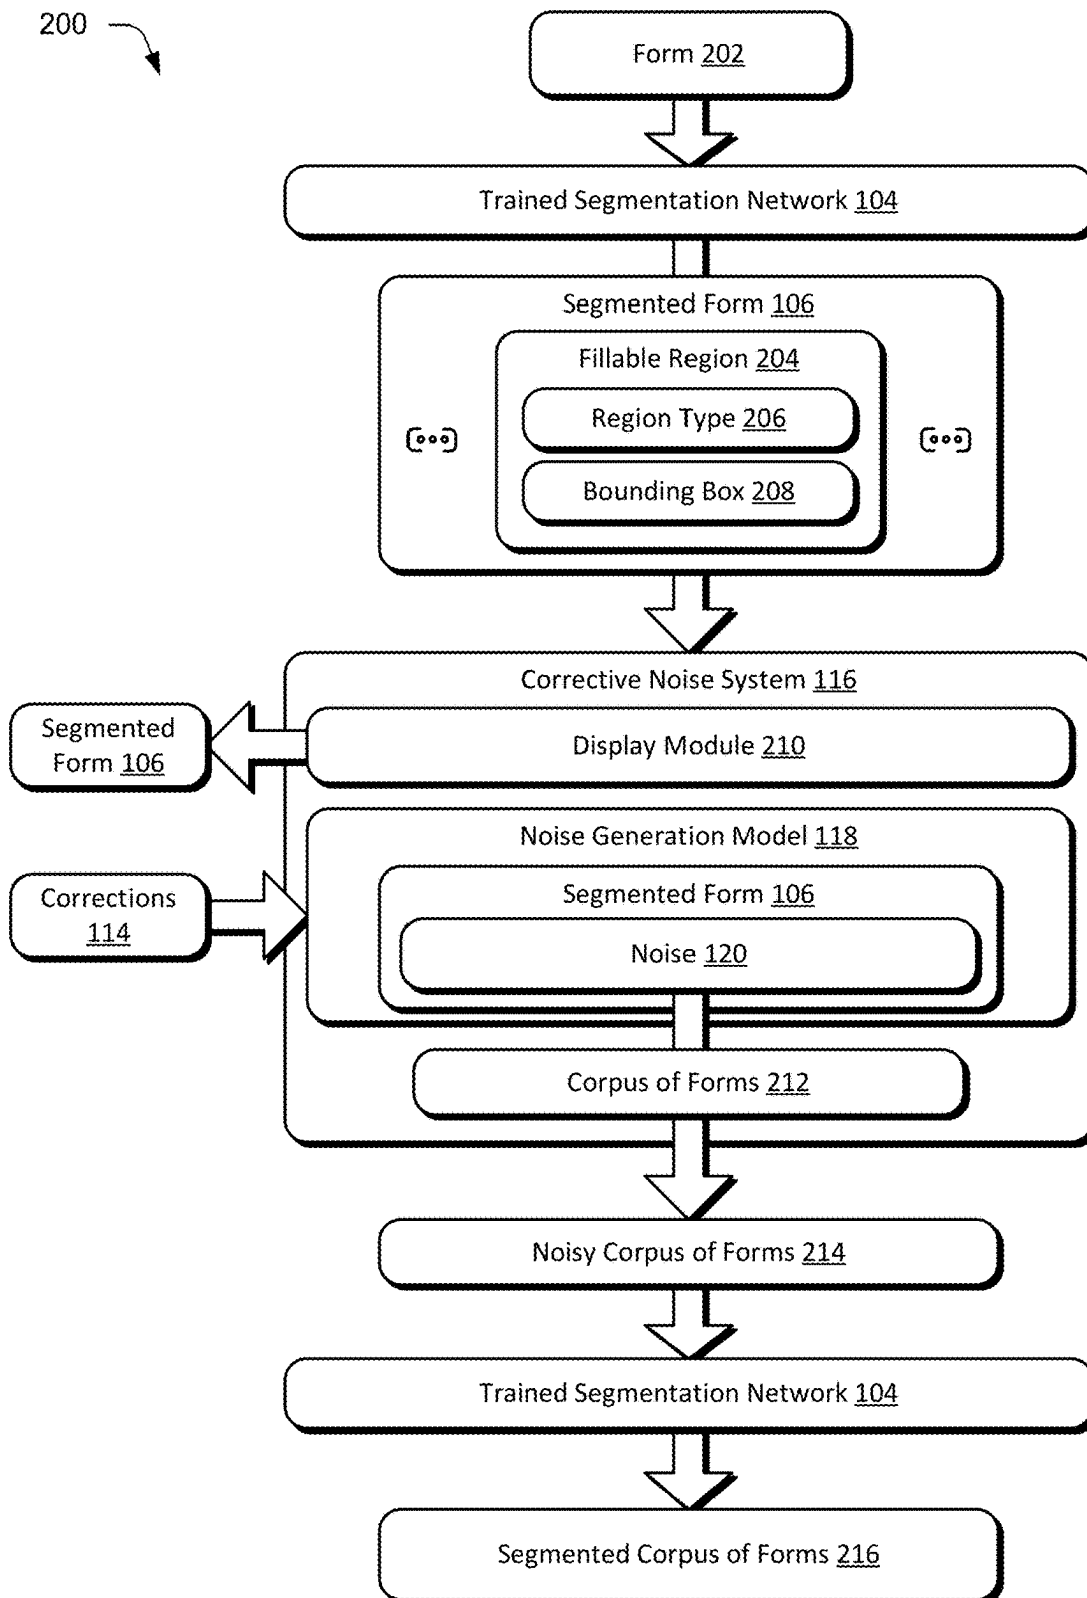 200
Form 202
Trained Segmentation Network 104
Segmented Form 106
Fillable Region 204
Region Type 206
Bounding Box 208
Corrective Noise System 116
Segmented
Form 106
Display Module 210
Noise Generation Model 118
Corrections
114
Segmented Form 106
Noise 120
Corpus of Forms 212
Noisy Corpus of Forms 214
Trained Segmentation Network 104
Segmented Corpus of Forms 216